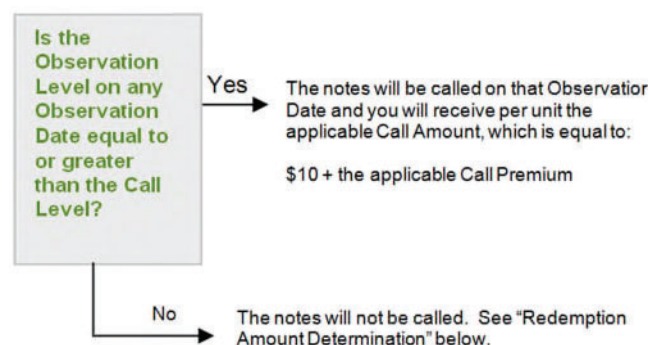 Is the
Observation
Level on any
Observation
Date equal to
or greater
than the Call
Level?
Yes
The notes will be called on that Observation
Date and you will receive per unit the
applicable Call Amount, which is equal to:
$10 + the applicable Call Premium
No
The notes will not be called. See “Redemption
Amount Determination” below.